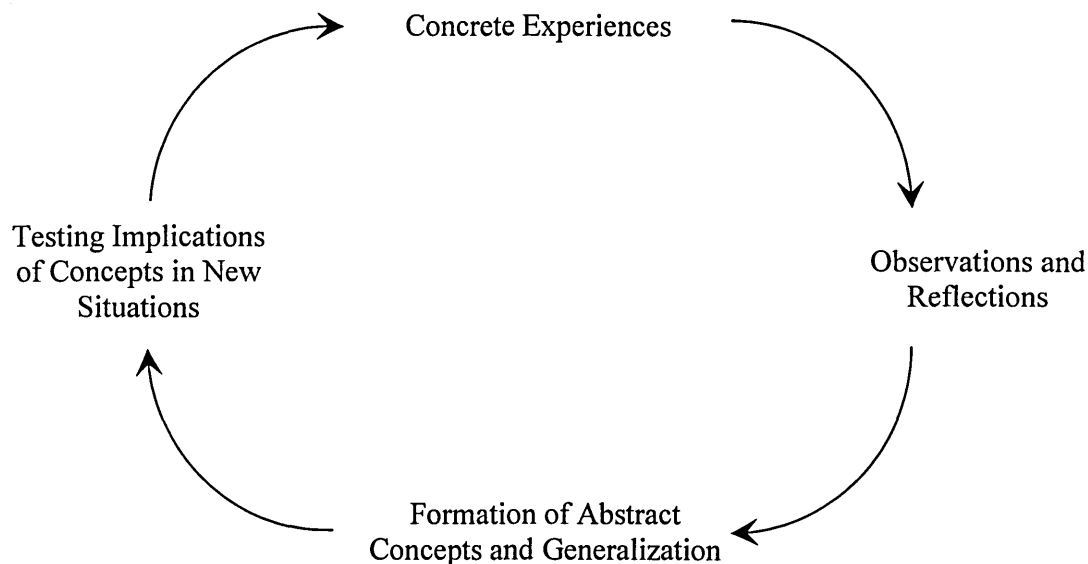 Concrete Experiences
Testing Implications
of Concepts in New
Situations
Observations and
Reflections
Formation of Abstract
Concepts and Generalization